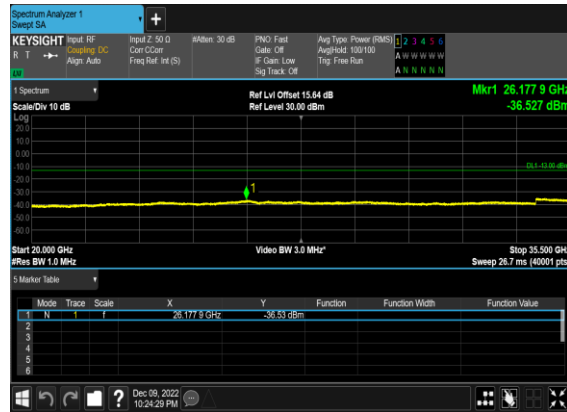 Spectrum Analyzer 1
Swept SA
+
KEYSIGHT Input: RF Input Z: 50 Ω #Atten: 30 dB PNO: Fast Avg Type: Power (RMS) 1 2 3 4 5 6
R T Coupling: DC Corr CCorr Gate: Off Avg|Hold: 100/100 A W W W W W
Align: Auto Freq Ref: Int (S) IF Gain: Low Trig: Free Run
Sig Track: Off A N N N N N
1 Spectrum Ref Lvl Offset 15.64 dB Mkr1 26.177 9 GHz
Scale/Div 10 dB Ref Level 30.00 dBm -36.527 dBm
Log
20.0
10.0
0.00
-10.0 DL1 -13.00 dBm
-20.0
-30.0 1
-40.0
-50.0
-60.0
Start 20.000 GHz Video BW 3.0 MHz* Stop 35.500 GHz
#Res BW 1.0 MHz Sweep 26.7 ms (40001 pts)
5 Marker Table
Mode Trace Scale X Y Function Function Width Function Value
1 N 1 f 26.177 9 GHz -36.53 dBm
2
3
4
5
6
? Dec 09, 2022
10:24:29 PM